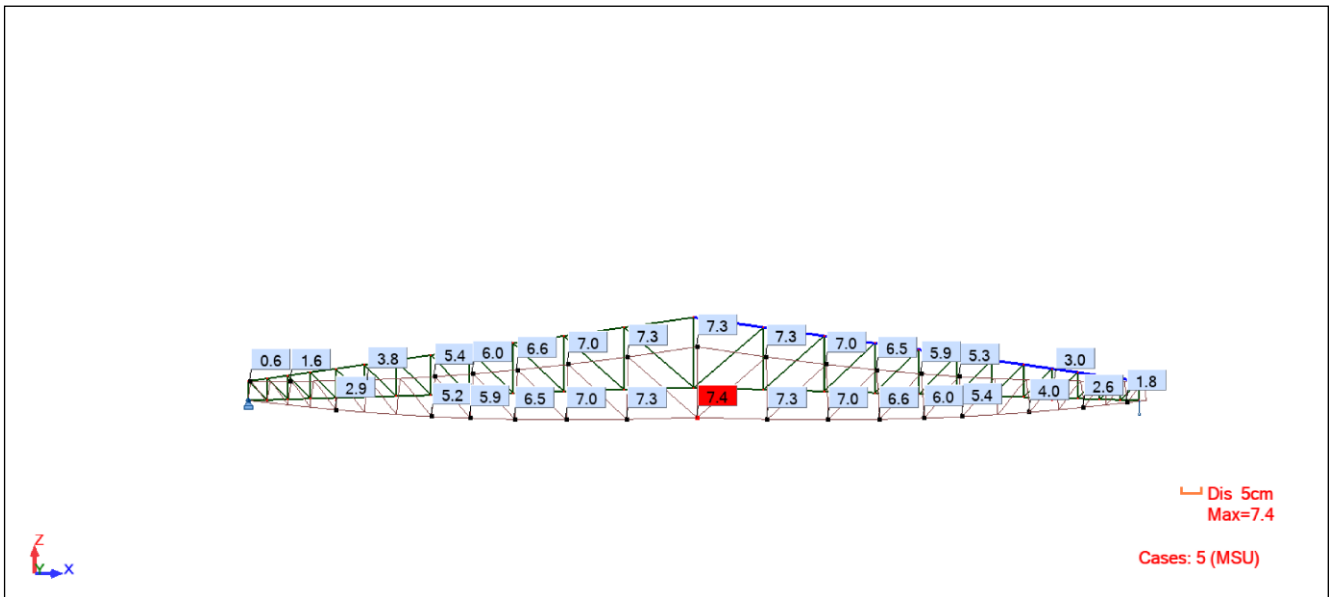 7.3
7.3 7.3
7.0 7.0
6.6 6.5
6.0 5.9
5.4 5.3
0.6 1.6 3.8 3.0
2.9 5.2 5.9 6.5 7.0 7.3 7.4 7.3 7.0 6.6 6.0 5.4 4.0 2.6 1.8
Dis 5cm
Max=7.4
Cases: 5 (MSU)
Z
Y
X